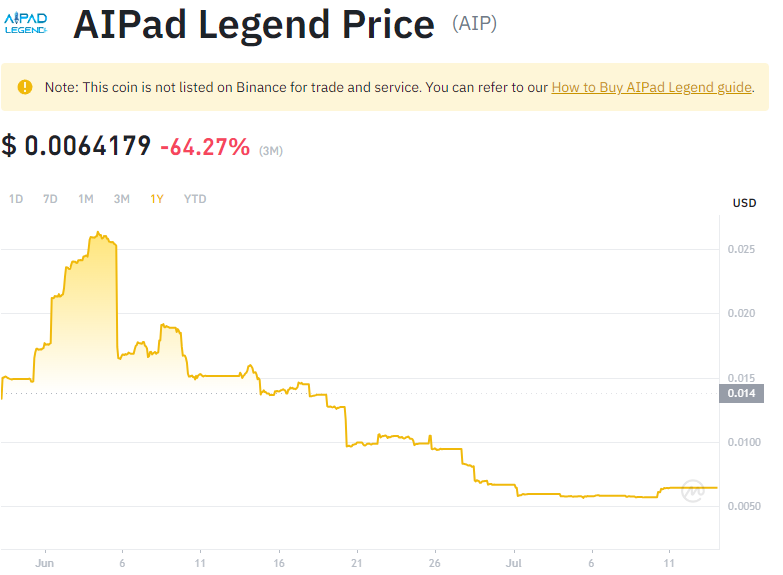 AIPAD
LEGEND
AIPad Legend Price (AIP)
Note: This coin is not listed on Binance for trade and service. You can refer to our How to Buy AIPad Legend guide.
$ 0.0064179 -64.27% (3M)
1D 7D 1M 3M 1Y YTD
USD
0.025
0.020
0.015
0.014
0.0100
0.0050
Jun 6 11 16 21 26 Jul 6 11